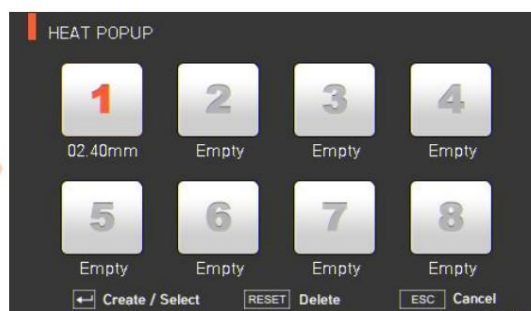 HEAT POPUP
1 2 3 4
02.40mm Empty Empty Empty
5 6 7 8
Empty Empty Empty Empty
Create / Select RESET Delete ESC Cancel